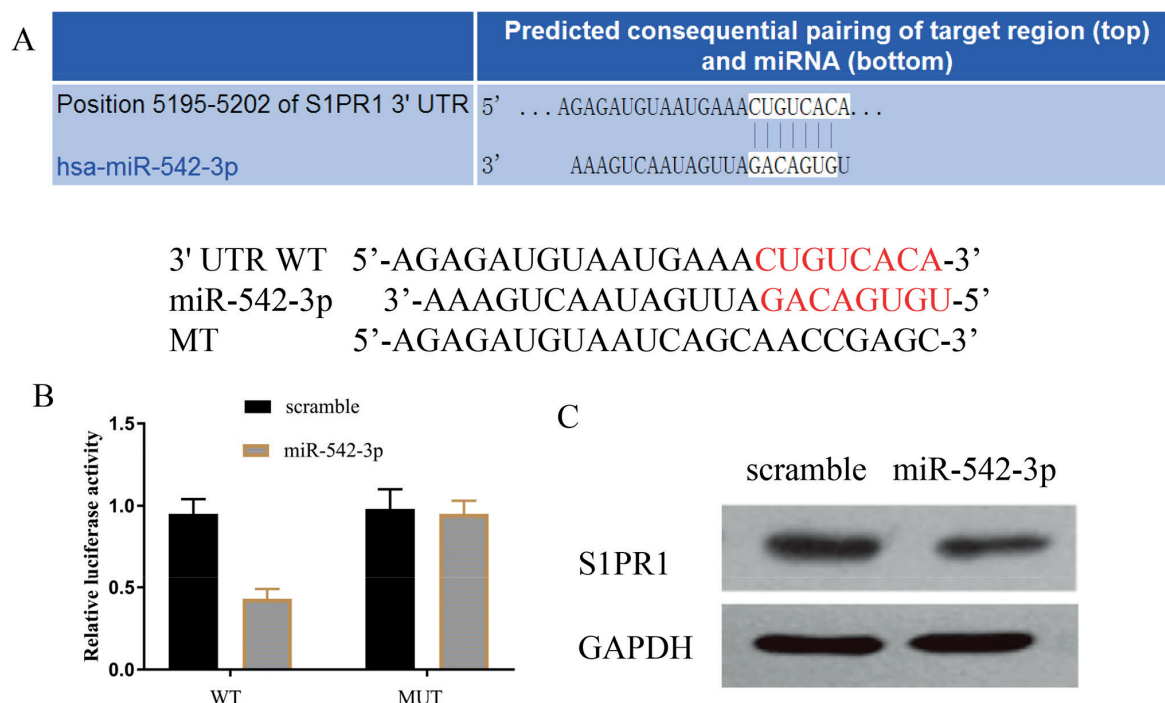 A
Predicted consequential pairing of target region (top)
and miRNA (bottom)
Position 5195-5202 of S1PR1 3' UTR 5' ...AGAGAUGUAAUGAAACUGUCACA...
hsa-miR-542-3p 3' AAAGUCAAUAGUUAGACAGUGU
3' UTR WT 5'-AGAGAUGUAAUGAAACUGUCACA-3'
miR-542-3p 3'-AAAGUCAAUAGUUAGACAGUGU-5'
MT 5'-AGAGAUGUAAUCAGCAACCGAGC-3'
B
scramble
miR-542-3p
Relative luciferase activity
1.5
1.0
0.5
0.0
WT MUT
C
scramble miR-542-3p
S1PR1
GAPDH